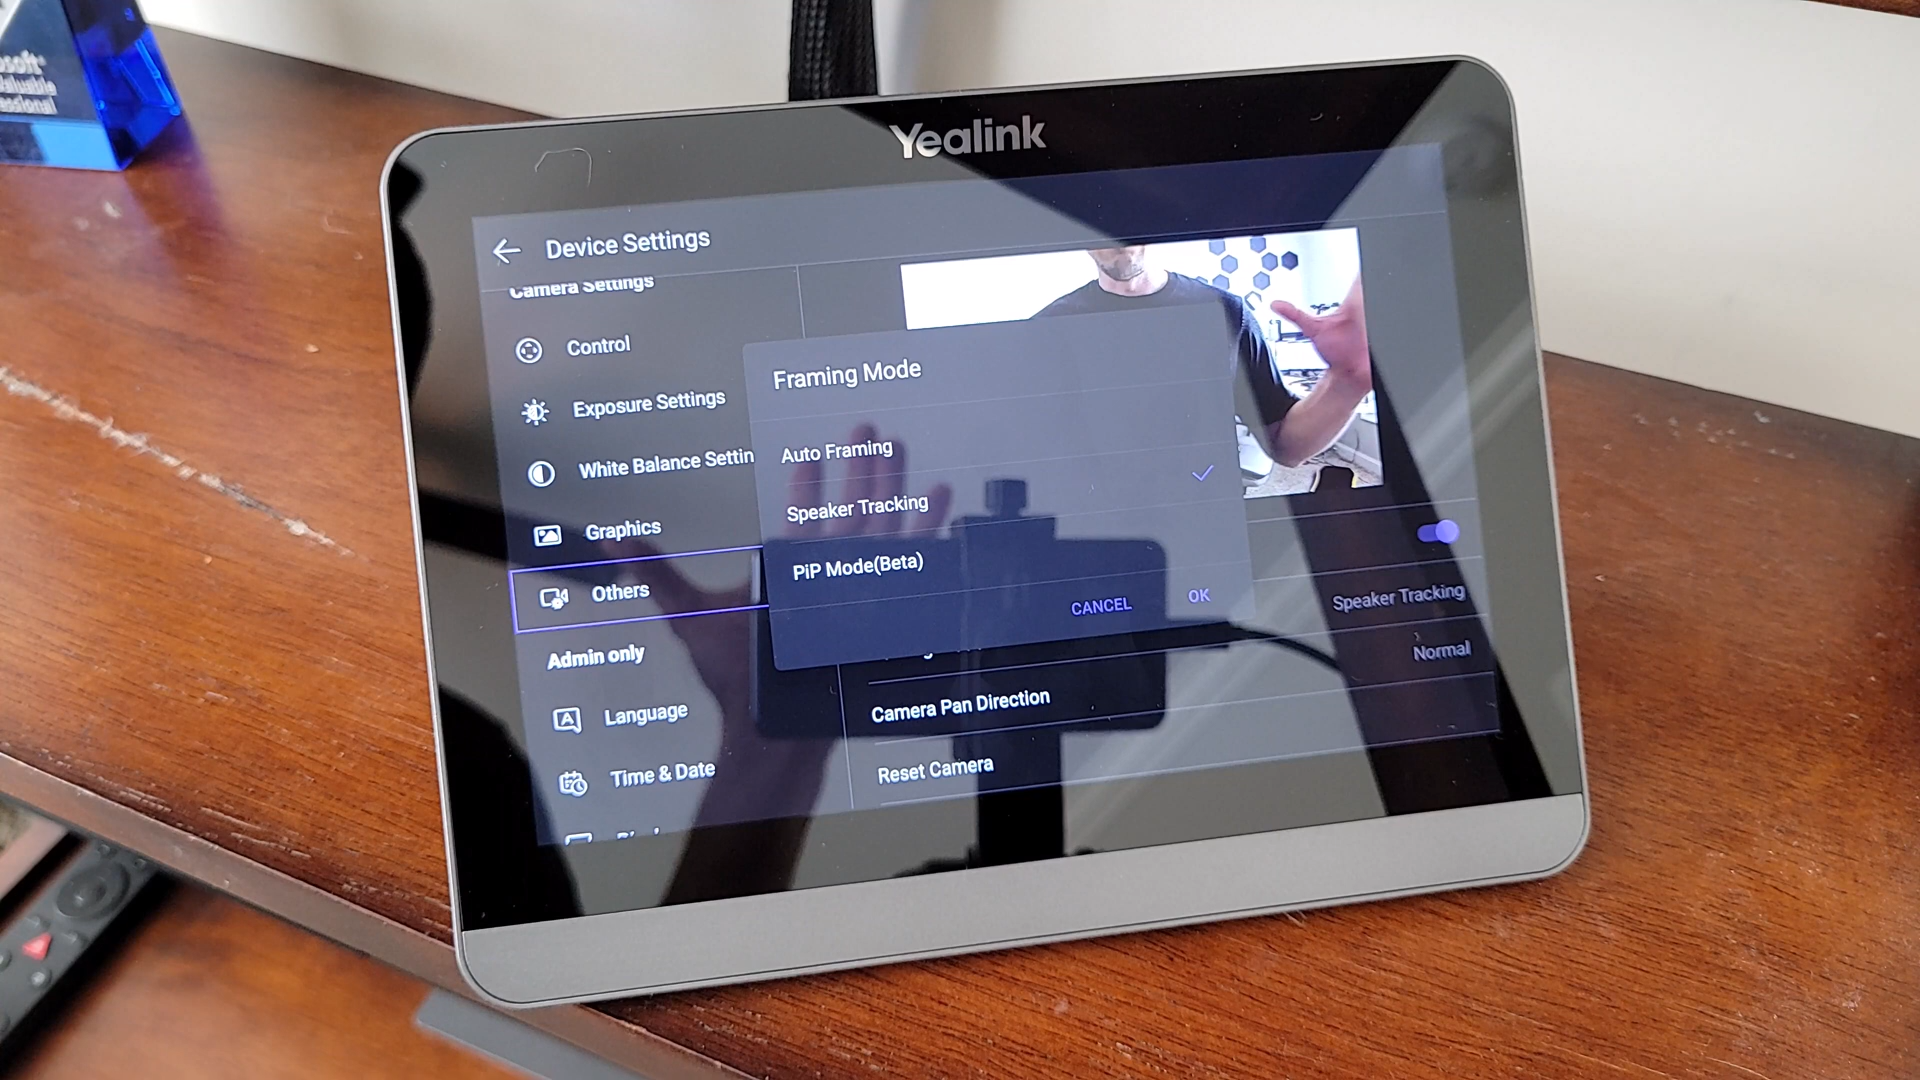 Yealink
Device Settings
Camera Settings
Control
Exposure Settings
White Balance Settin
Graphics
Others
Admin only
Language
Time & Date
Framing Mode
Auto Framing
Speaker Tracking
PiP Mode(Beta)
CANCEL
OK
Speaker Tracking
Normal
Camera Pan Direction
Reset Camera